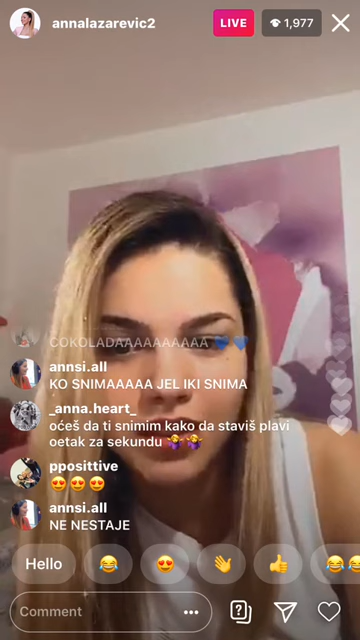 annalazarevic2
LIVE
1,977
COKOLADAAAAAAAAAA 💙💙
annsi.all
KO SNIMAAAAA JEL IKI SNIMA
_anna.heart_
oćeš da ti snimim kako da staviš plavi
oetak za sekundu 🤷‍♀️🤷‍♀️
pposittive
😍😍😍
annsi.all
NE NESTAJE
Hello 😂 😍 👋 👍 😂😂
Comment